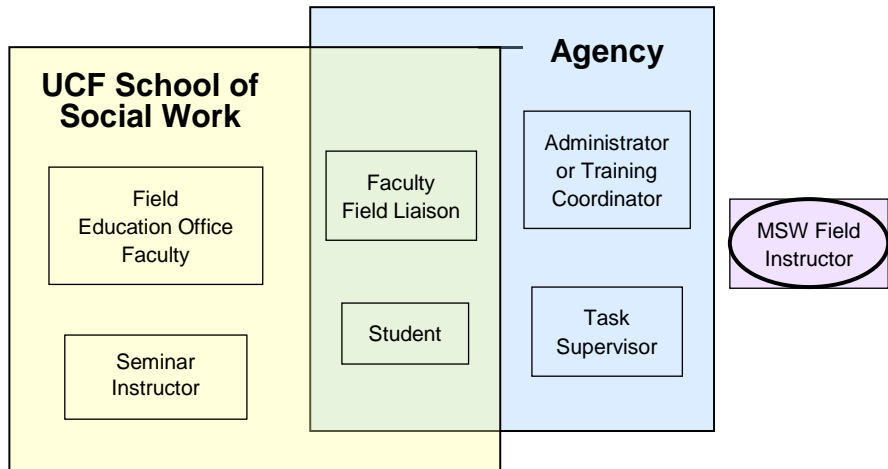 UCF School of
Social Work
Agency
Field
Education Office
Faculty
Seminar
Instructor
Faculty
Field Liaison
Student
Administrator
or Training
Coordinator
Task
Supervisor
MSW Field
Instructor